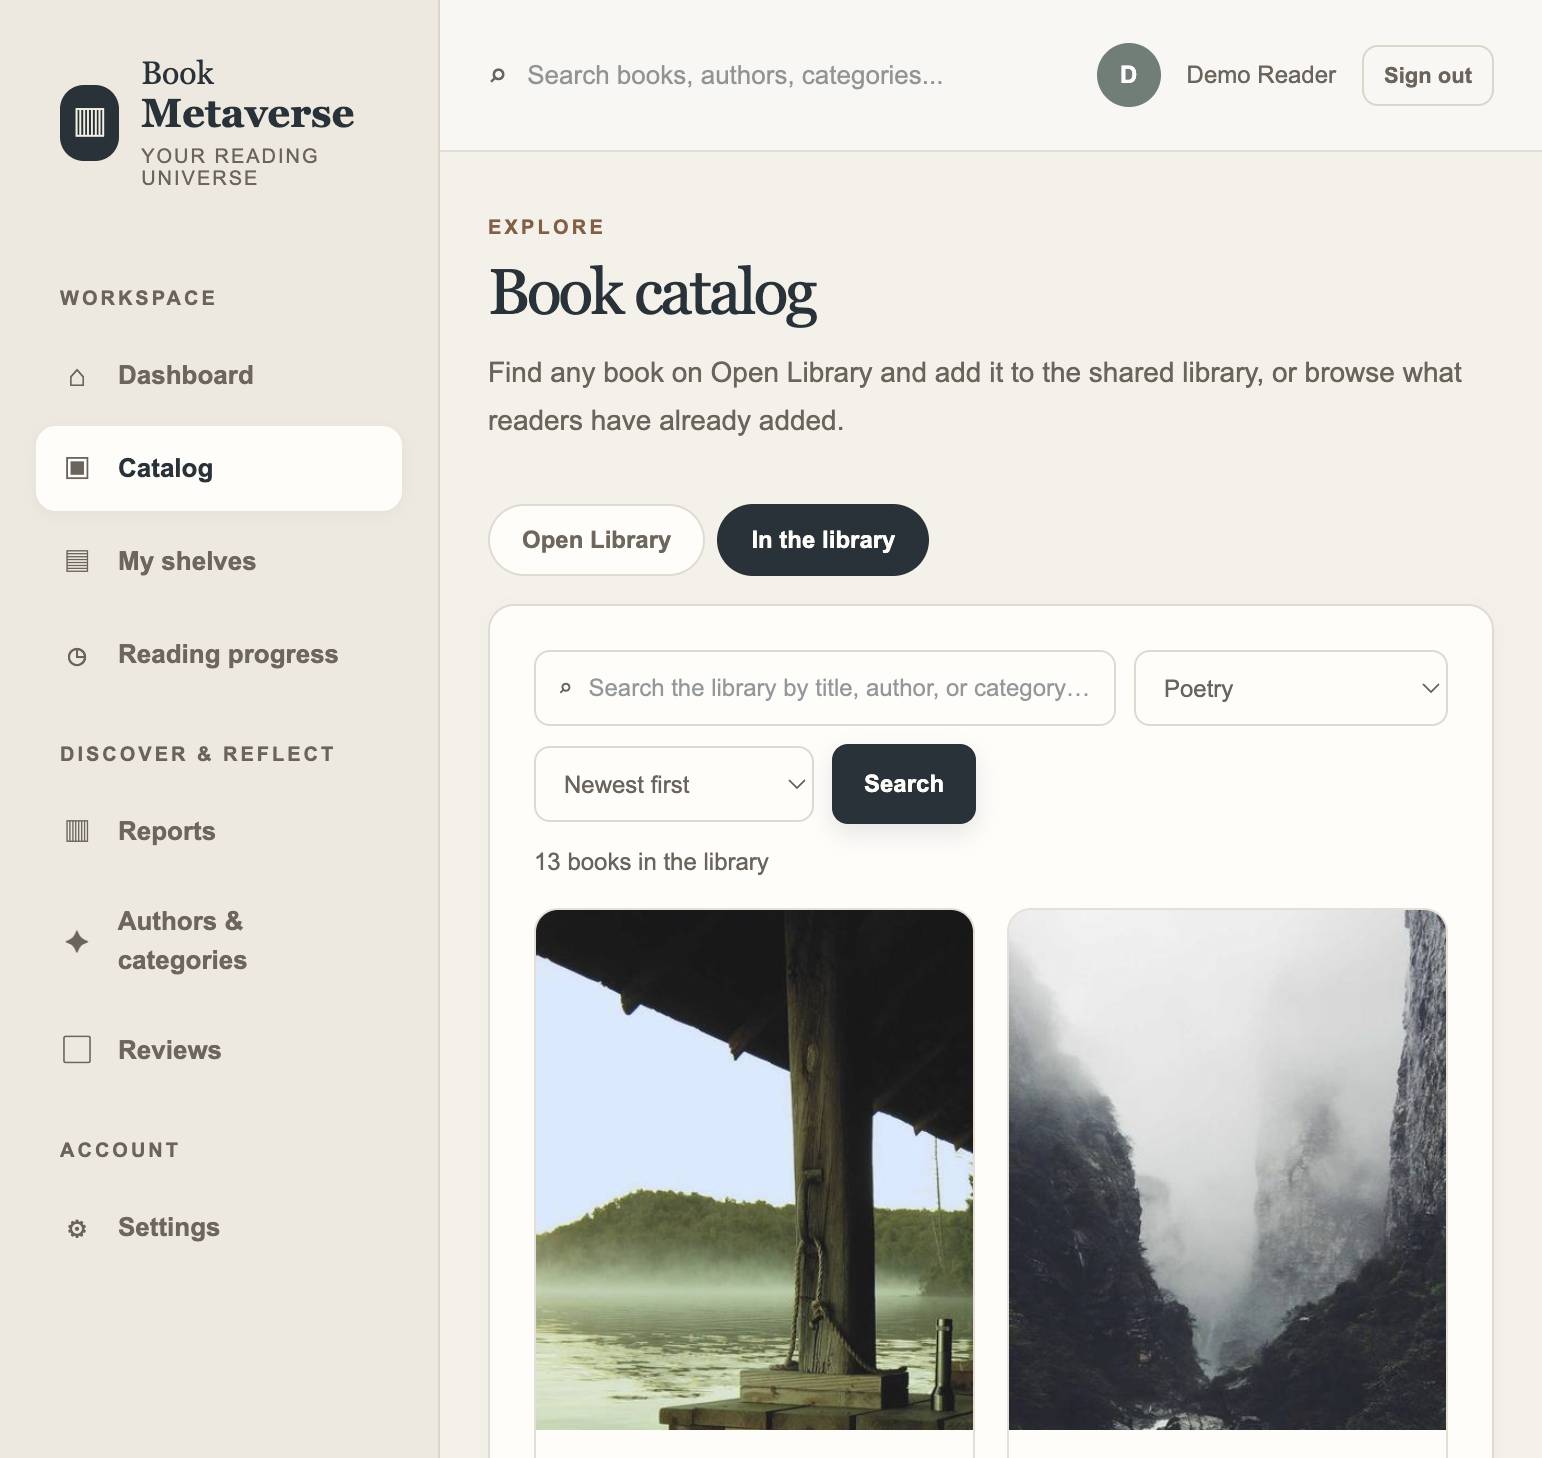 Book
Metaverse
YOUR READING
UNIVERSE
WORKSPACE
Dashboard
Catalog
My shelves
Reading progress
DISCOVER & REFLECT
Reports
Authors &
categories
Reviews
ACCOUNT
Settings
Search books, authors, categories...
D
Demo Reader
Sign out
EXPLORE
Book catalog
Find any book on Open Library and add it to the shared library, or browse what
readers have already added.
Open Library
In the library
Search the library by title, author, or category…
Poetry
Newest first
Search
13 books in the library